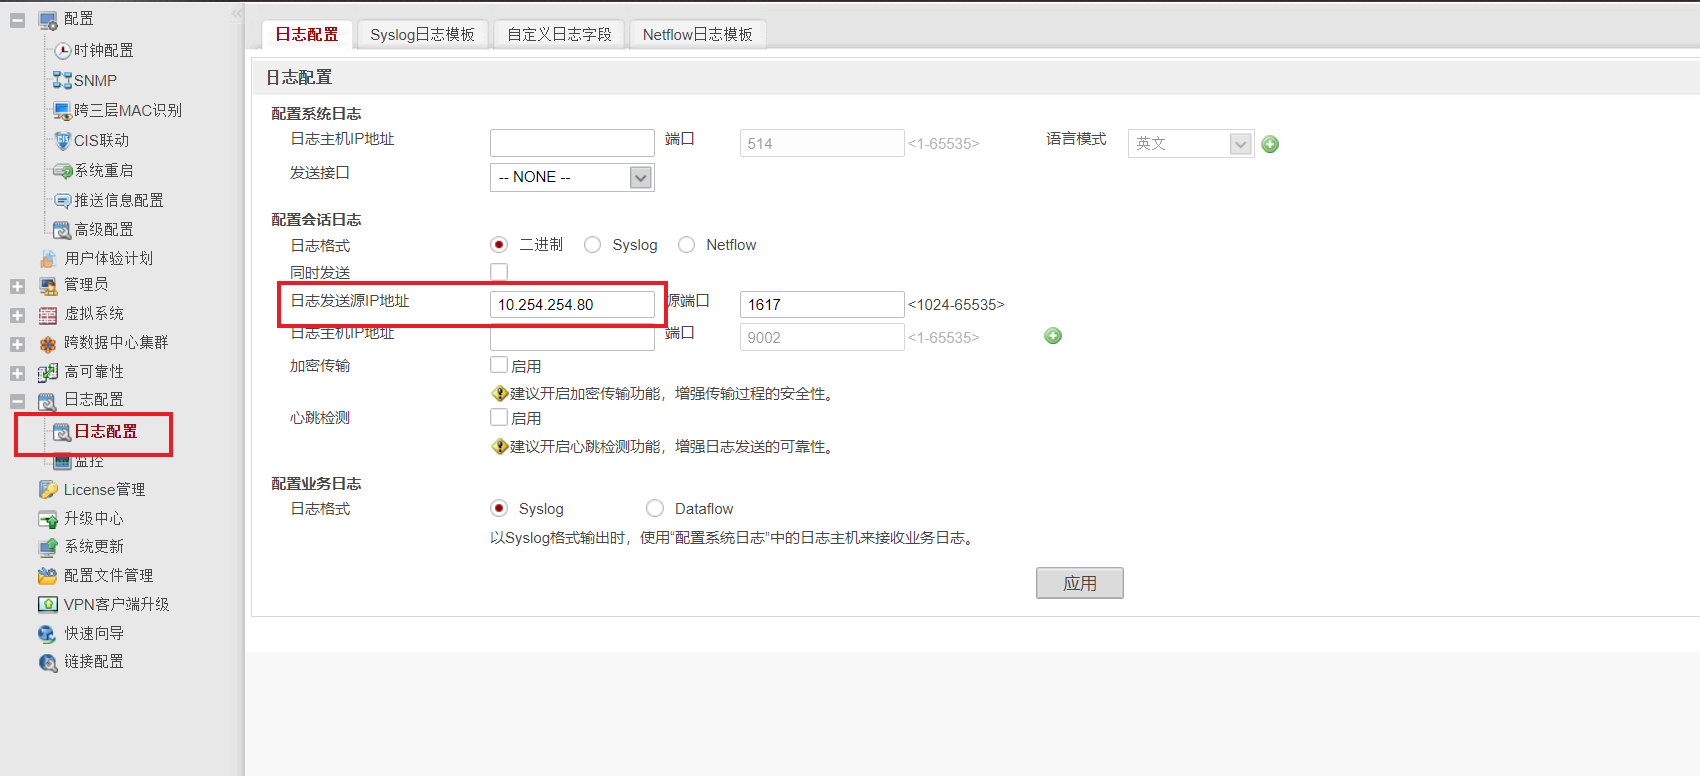 配置
时钟配置
SNMP
跨三层MAC识别
CIS联动
系统重启
推送信息配置
高级配置
用户体验计划
管理员
虚拟系统
跨数据中心集群
高可靠性
日志配置
日志配置
监控
License管理
升级中心
系统更新
配置文件管理
VPN客户端升级
快速向导
链接配置
日志配置 Syslog日志模板 自定义日志字段 Netflow日志模板
日志配置
配置系统日志
日志主机IP地址 端口 514 <1-65535> 语言模式 英文
发送接口 -- NONE --
配置会话日志
日志格式 二进制 Syslog Netflow
同时发送
日志发送源IP地址 10.254.254.80 源端口 1617 <1024-65535>
日志主机IP地址 端口 9002 <1-65535>
加密传输 启用
建议开启加密传输功能，增强传输过程的安全性。
心跳检测 启用
建议开启心跳检测功能，增强日志发送的可靠性。
配置业务日志
日志格式 Syslog Dataflow
以Syslog格式输出时，使用“配置系统日志”中的日志主机来接收业务日志。
应用